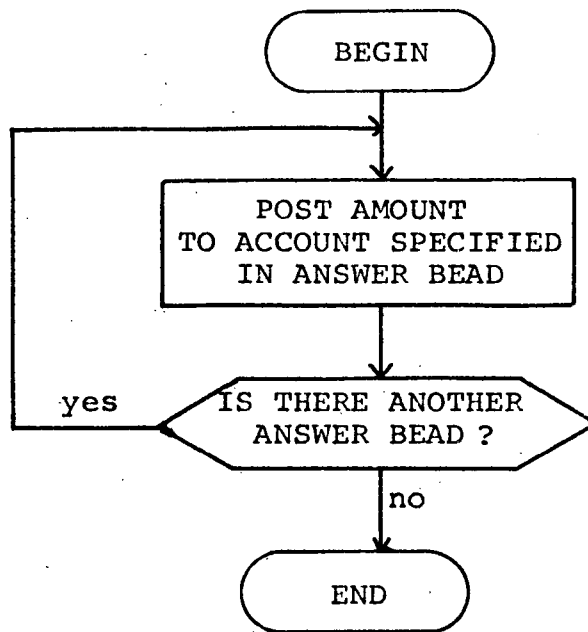 BEGIN
POST AMOUNT
TO ACCOUNT SPECIFIED
IN ANSWER BEAD
IS THERE ANOTHER
ANSWER BEAD ?
yes
no
END